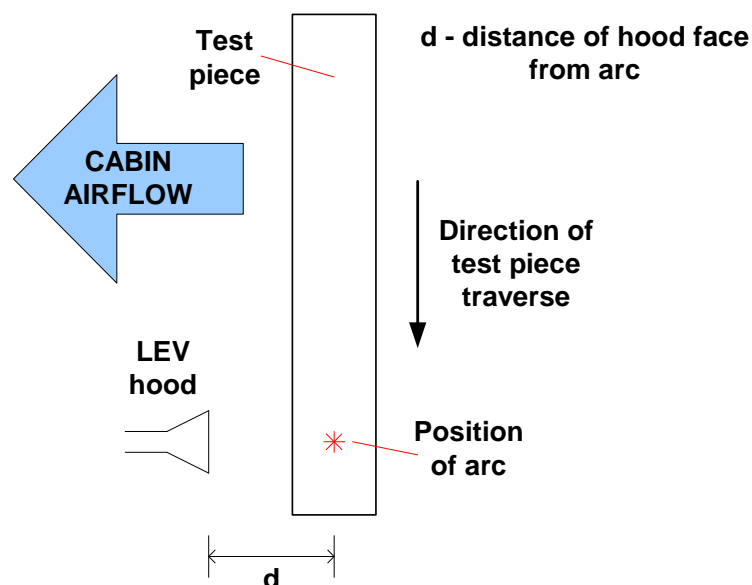 Test
piece
d - distance of hood face
from arc
CABIN
AIRFLOW
Direction of
test piece
traverse
LEV
hood
Position
of arc
d